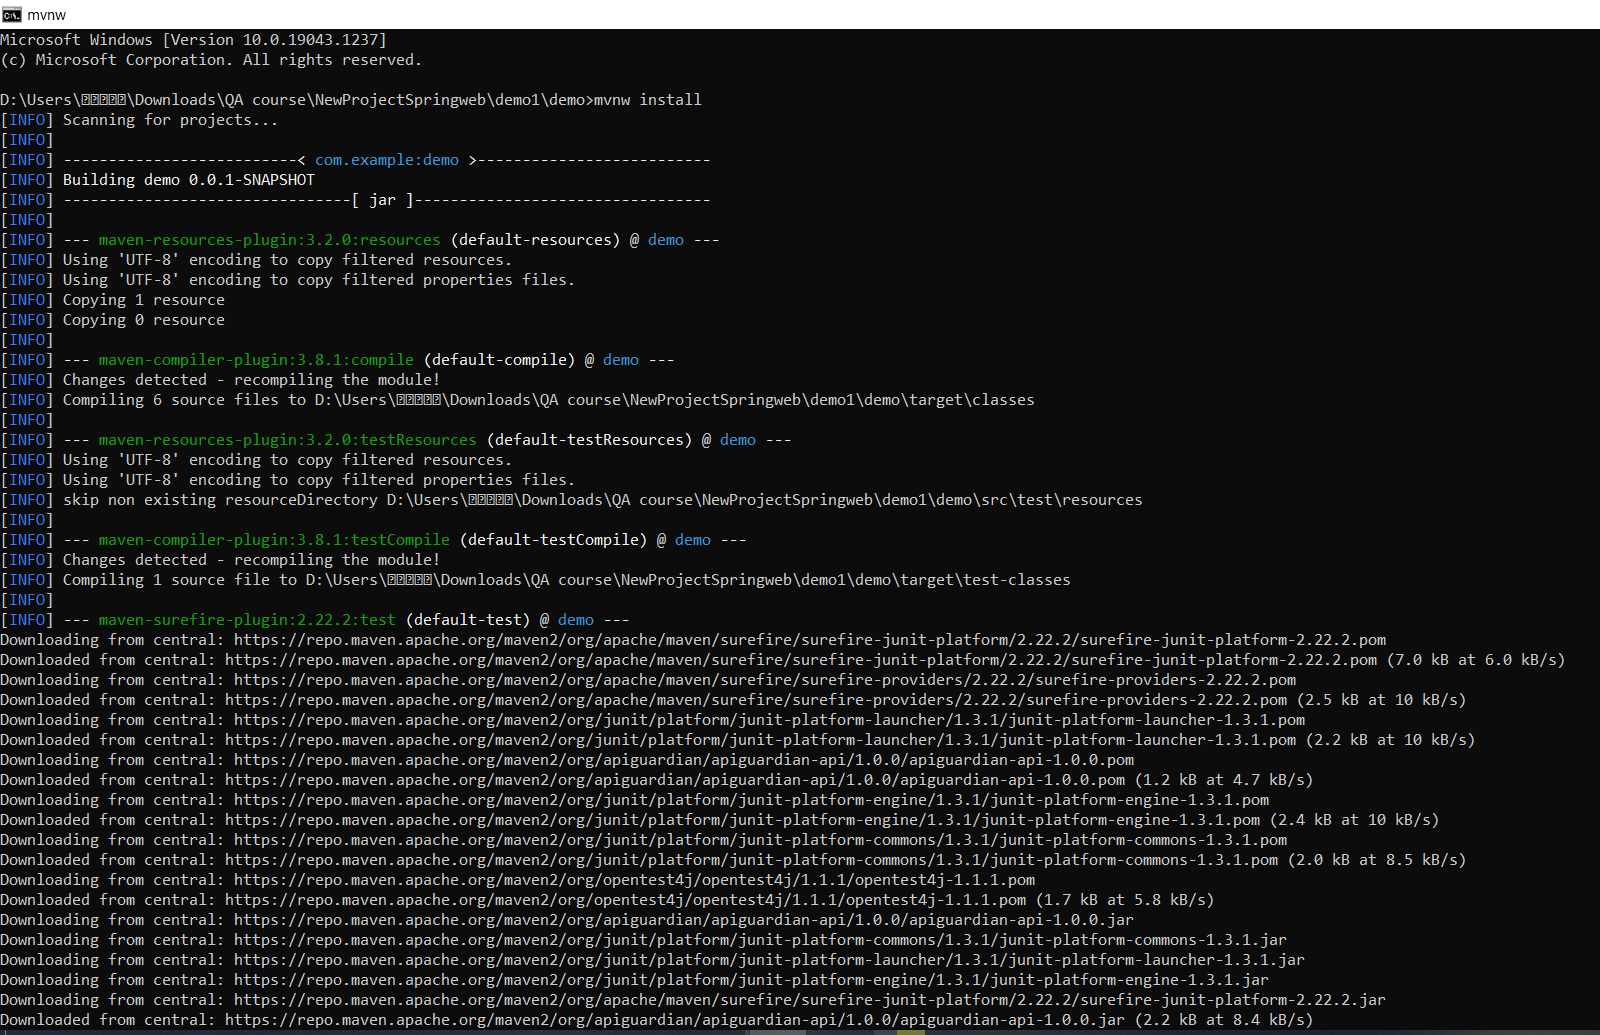 mvnw
Microsoft Windows [Version 10.0.19043.1237]
(c) Microsoft Corporation. All rights reserved.
D:\Users\⍰⍰⍰⍰⍰\Downloads\QA course\NewProjectSpringweb\demo1\demo>mvnw install
[INFO] Scanning for projects...
[INFO]
[INFO] --------------------------< com.example:demo >--------------------------
[INFO] Building demo 0.0.1-SNAPSHOT
[INFO] --------------------------------[ jar ]---------------------------------
[INFO]
[INFO] --- maven-resources-plugin:3.2.0:resources (default-resources) @ demo ---
[INFO] Using 'UTF-8' encoding to copy filtered resources.
[INFO] Using 'UTF-8' encoding to copy filtered properties files.
[INFO] Copying 1 resource
[INFO] Copying 0 resource
[INFO]
[INFO] --- maven-compiler-plugin:3.8.1:compile (default-compile) @ demo ---
[INFO] Changes detected - recompiling the module!
[INFO] Compiling 6 source files to D:\Users\⍰⍰⍰⍰⍰\Downloads\QA course\NewProjectSpringweb\demo1\demo\target\classes
[INFO]
[INFO] --- maven-resources-plugin:3.2.0:testResources (default-testResources) @ demo ---
[INFO] Using 'UTF-8' encoding to copy filtered resources.
[INFO] Using 'UTF-8' encoding to copy filtered properties files.
[INFO] skip non existing resourceDirectory D:\Users\⍰⍰⍰⍰⍰\Downloads\QA course\NewProjectSpringweb\demo1\demo\src\test\resources
[INFO]
[INFO] --- maven-compiler-plugin:3.8.1:testCompile (default-testCompile) @ demo ---
[INFO] Changes detected - recompiling the module!
[INFO] Compiling 1 source file to D:\Users\⍰⍰⍰⍰⍰\Downloads\QA course\NewProjectSpringweb\demo1\demo\target\test-classes
[INFO]
[INFO] --- maven-surefire-plugin:2.22.2:test (default-test) @ demo ---
Downloading from central: https://repo.maven.apache.org/maven2/org/apache/maven/surefire/surefire-junit-platform/2.22.2/surefire-junit-platform-2.22.2.pom
Downloaded from central: https://repo.maven.apache.org/maven2/org/apache/maven/surefire/surefire-junit-platform/2.22.2/surefire-junit-platform-2.22.2.pom (7.0 kB at 6.0 kB/s)
Downloading from central: https://repo.maven.apache.org/maven2/org/apache/maven/surefire/surefire-providers/2.22.2/surefire-providers-2.22.2.pom
Downloaded from central: https://repo.maven.apache.org/maven2/org/apache/maven/surefire/surefire-providers/2.22.2/surefire-providers-2.22.2.pom (2.5 kB at 10 kB/s)
Downloading from central: https://repo.maven.apache.org/maven2/org/junit/platform/junit-platform-launcher/1.3.1/junit-platform-launcher-1.3.1.pom
Downloaded from central: https://repo.maven.apache.org/maven2/org/junit/platform/junit-platform-launcher/1.3.1/junit-platform-launcher-1.3.1.pom (2.2 kB at 10 kB/s)
Downloading from central: https://repo.maven.apache.org/maven2/org/apiguardian/apiguardian-api/1.0.0/apiguardian-api-1.0.0.pom
Downloaded from central: https://repo.maven.apache.org/maven2/org/apiguardian/apiguardian-api/1.0.0/apiguardian-api-1.0.0.pom (1.2 kB at 4.7 kB/s)
Downloading from central: https://repo.maven.apache.org/maven2/org/junit/platform/junit-platform-engine/1.3.1/junit-platform-engine-1.3.1.pom
Downloaded from central: https://repo.maven.apache.org/maven2/org/junit/platform/junit-platform-engine/1.3.1/junit-platform-engine-1.3.1.pom (2.4 kB at 10 kB/s)
Downloading from central: https://repo.maven.apache.org/maven2/org/junit/platform/junit-platform-commons/1.3.1/junit-platform-commons-1.3.1.pom
Downloaded from central: https://repo.maven.apache.org/maven2/org/junit/platform/junit-platform-commons/1.3.1/junit-platform-commons-1.3.1.pom (2.0 kB at 8.5 kB/s)
Downloading from central: https://repo.maven.apache.org/maven2/org/opentest4j/opentest4j/1.1.1/opentest4j-1.1.1.pom
Downloaded from central: https://repo.maven.apache.org/maven2/org/opentest4j/opentest4j/1.1.1/opentest4j-1.1.1.pom (1.7 kB at 5.8 kB/s)
Downloading from central: https://repo.maven.apache.org/maven2/org/apiguardian/apiguardian-api/1.0.0/apiguardian-api-1.0.0.jar
Downloading from central: https://repo.maven.apache.org/maven2/org/junit/platform/junit-platform-commons/1.3.1/junit-platform-commons-1.3.1.jar
Downloading from central: https://repo.maven.apache.org/maven2/org/junit/platform/junit-platform-launcher/1.3.1/junit-platform-launcher-1.3.1.jar
Downloading from central: https://repo.maven.apache.org/maven2/org/junit/platform/junit-platform-engine/1.3.1/junit-platform-engine-1.3.1.jar
Downloading from central: https://repo.maven.apache.org/maven2/org/apache/maven/surefire/surefire-junit-platform/2.22.2/surefire-junit-platform-2.22.2.jar
Downloaded from central: https://repo.maven.apache.org/maven2/org/apiguardian/apiguardian-api/1.0.0/apiguardian-api-1.0.0.jar (2.2 kB at 8.4 kB/s)